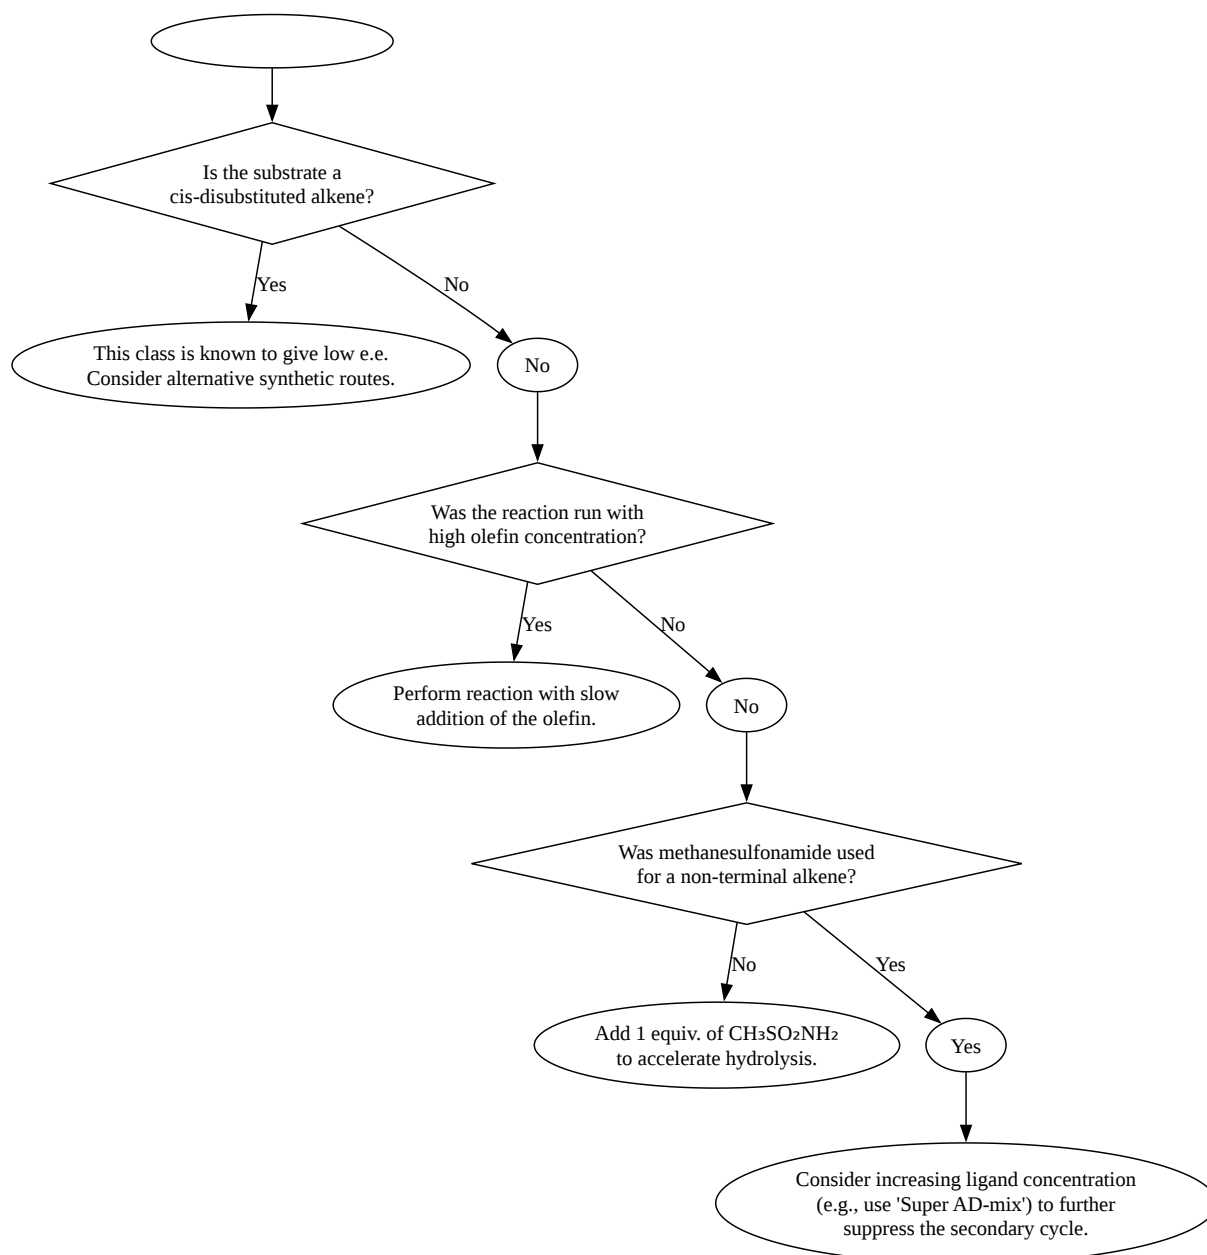 Is the substrate a
cis-disubstituted alkene?
Yes
No
This class is known to give low e.e.
Consider alternative synthetic routes.
No
Was the reaction run with
high olefin concentration?
Yes
No
Perform reaction with slow
addition of the olefin.
No
Was methanesulfonamide used
for a non-terminal alkene?
No
Yes
Add 1 equiv. of CH₃SO₂NH₂
to accelerate hydrolysis.
Yes
Consider increasing ligand concentration
(e.g., use 'Super AD-mix') to further
suppress the secondary cycle.